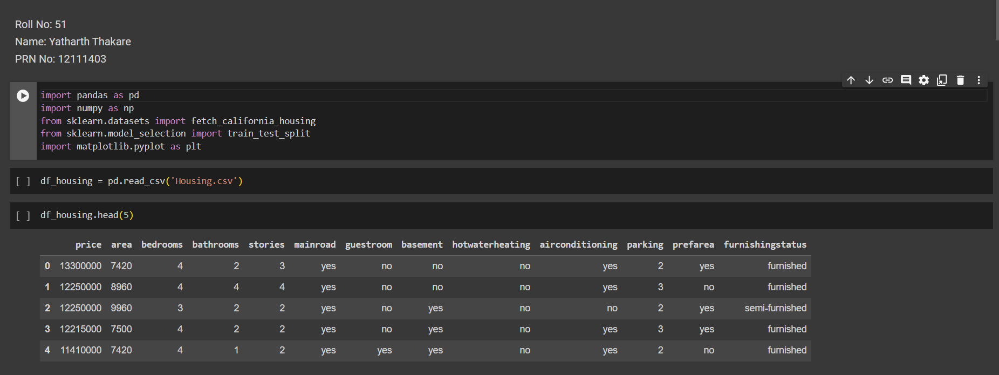 Roll No: 51
Name: Yatharth Thakare
PRN No: 12111403
import pandas as pd
import numpy as np
from sklearn.datasets import fetch_california_housing
from sklearn.model_selection import train_test_split
import matplotlib.pyplot as plt
[ ] df_housing = pd.read_csv('Housing.csv')
[ ] df_housing.head(5)
price area bedrooms bathrooms stories mainroad guestroom basement hotwaterheating airconditioning parking prefarea furnishingstatus
0 13300000 7420 4 2 3 yes no no no yes 2 yes furnished
1 12250000 8960 4 4 4 yes no no no yes 3 no furnished
2 12250000 9960 3 2 2 yes no yes no no 2 yes semi-furnished
3 12215000 7500 4 2 2 yes no yes no yes 3 yes furnished
4 11410000 7420 4 1 2 yes yes yes no yes 2 no furnished